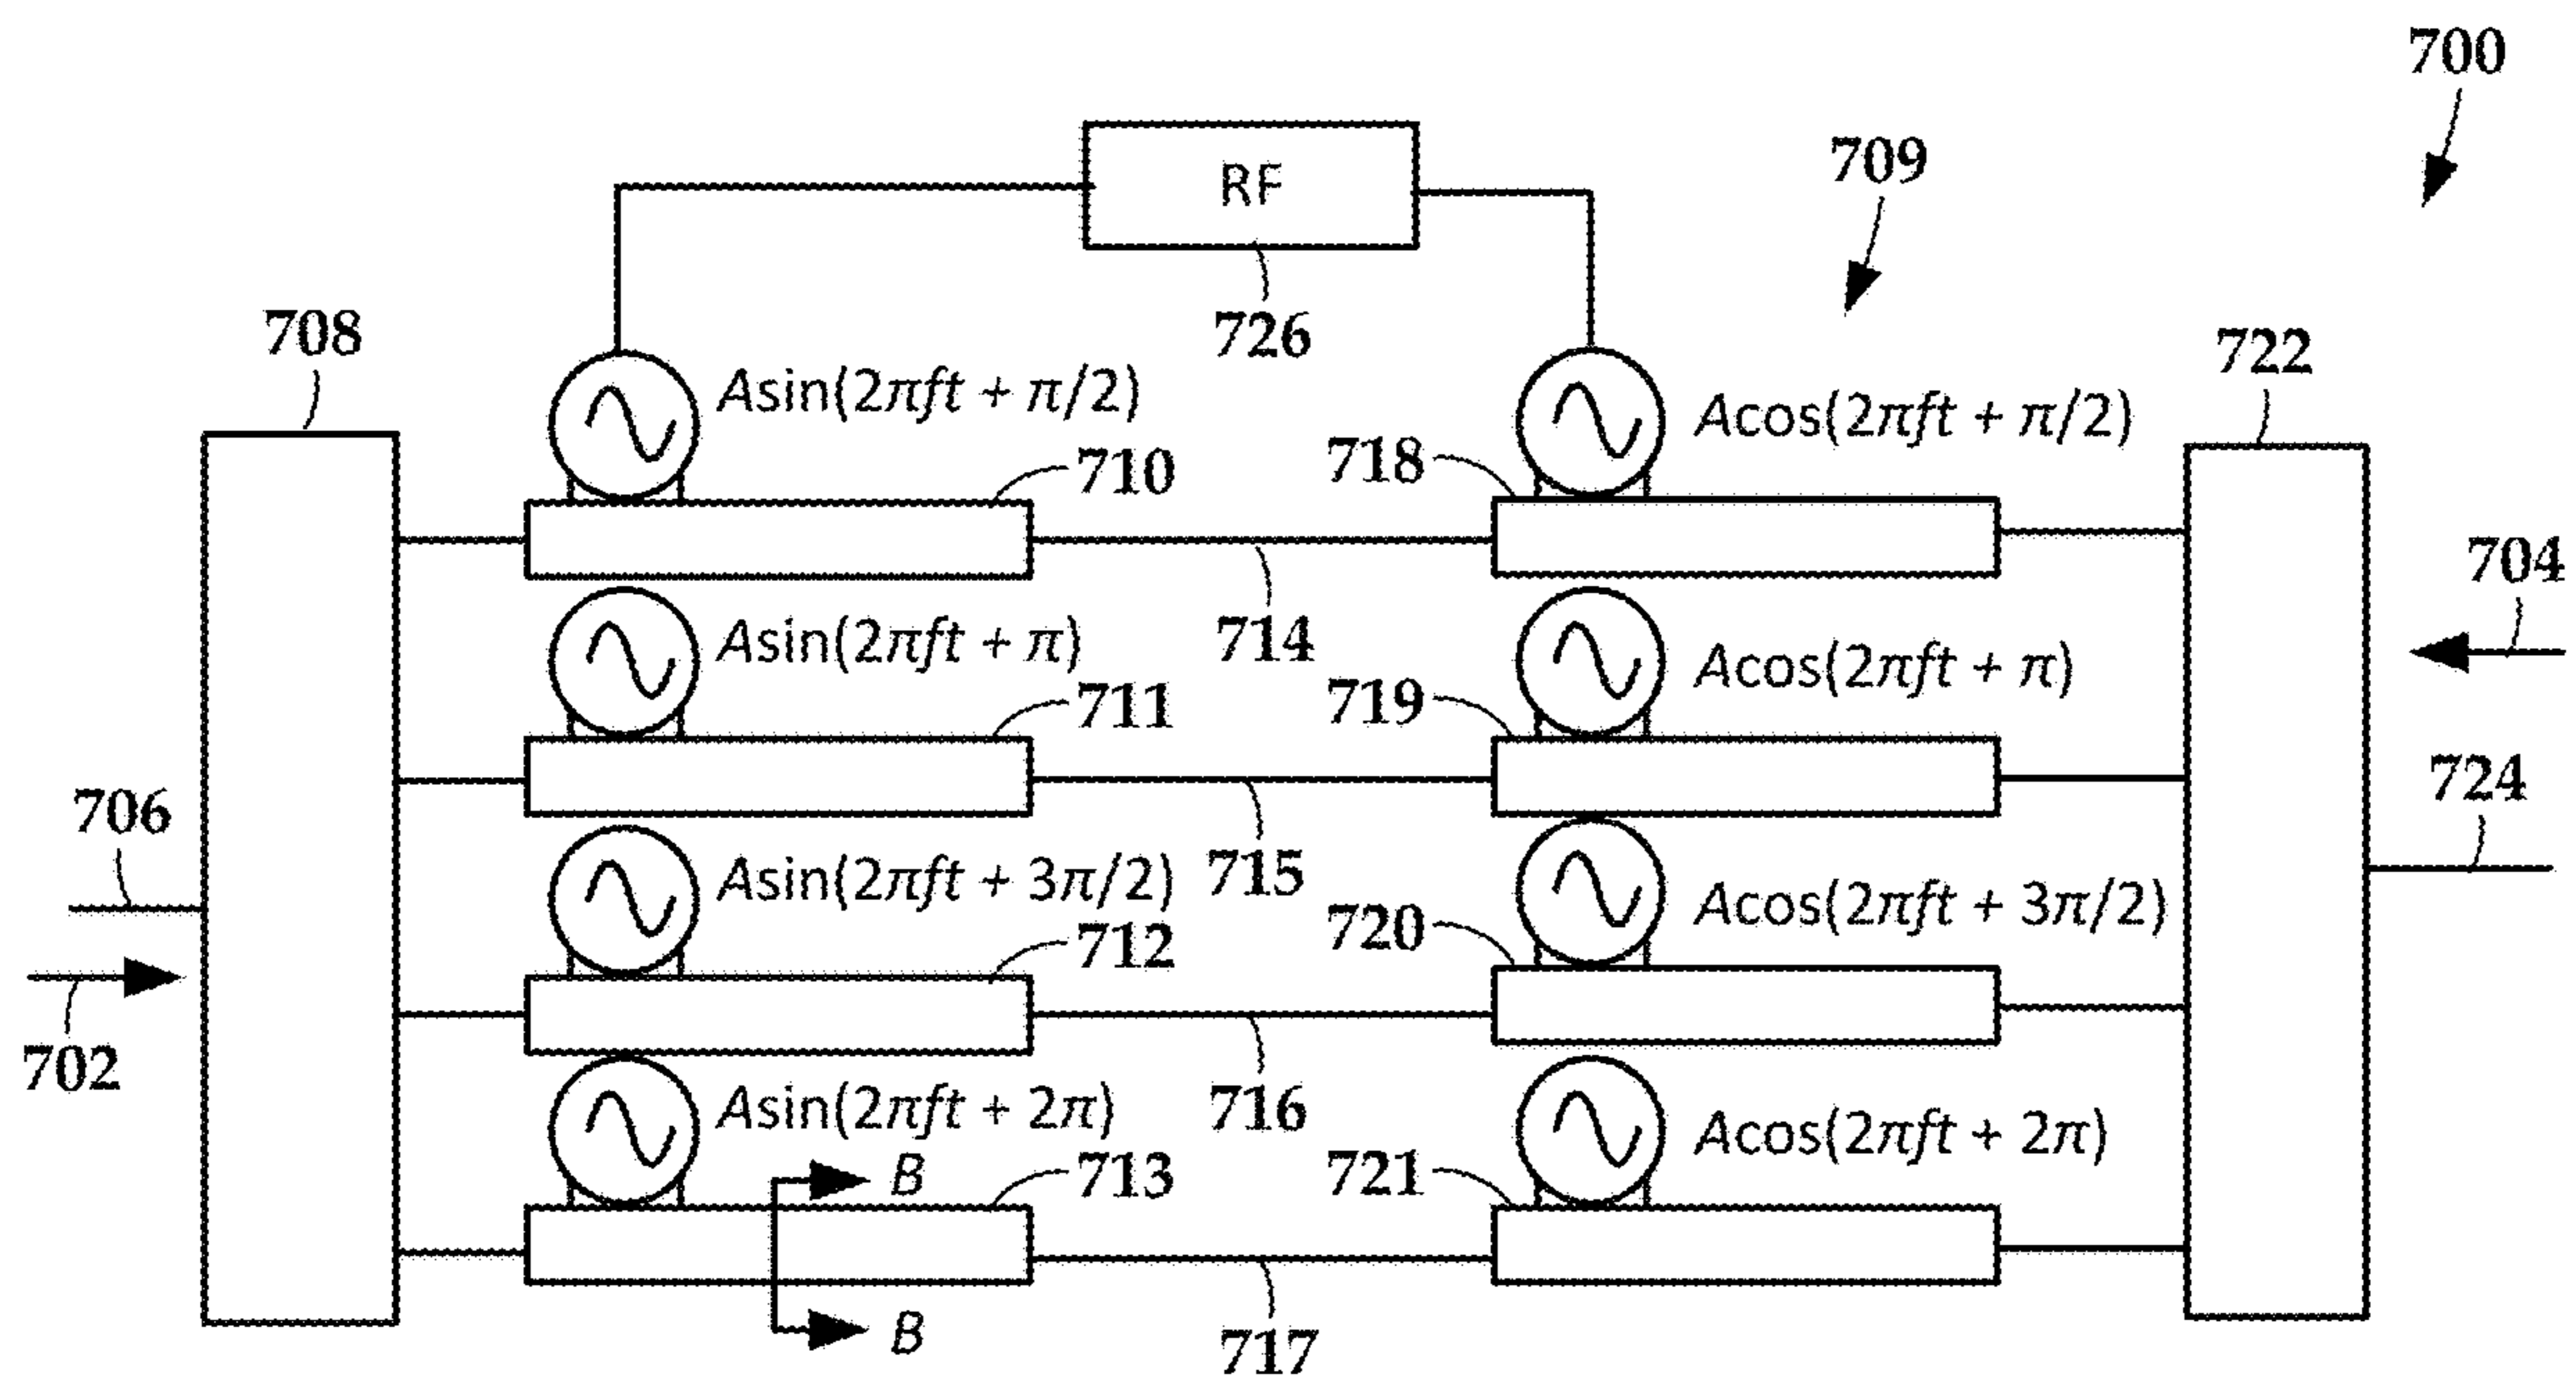 700
RF
709
726
708
722
Asin(2πft + π/2)
Acos(2πft + π/2)
710
718
704
Asin(2πft + π)
714
Acos(2πft + π)
711
719
724
706
Asin(2πft + 3π/2)
715
Acos(2πft + 3π/2)
712
720
702
Asin(2πft + 2π)
716
Acos(2πft + 2π)
B
713
721
B
717